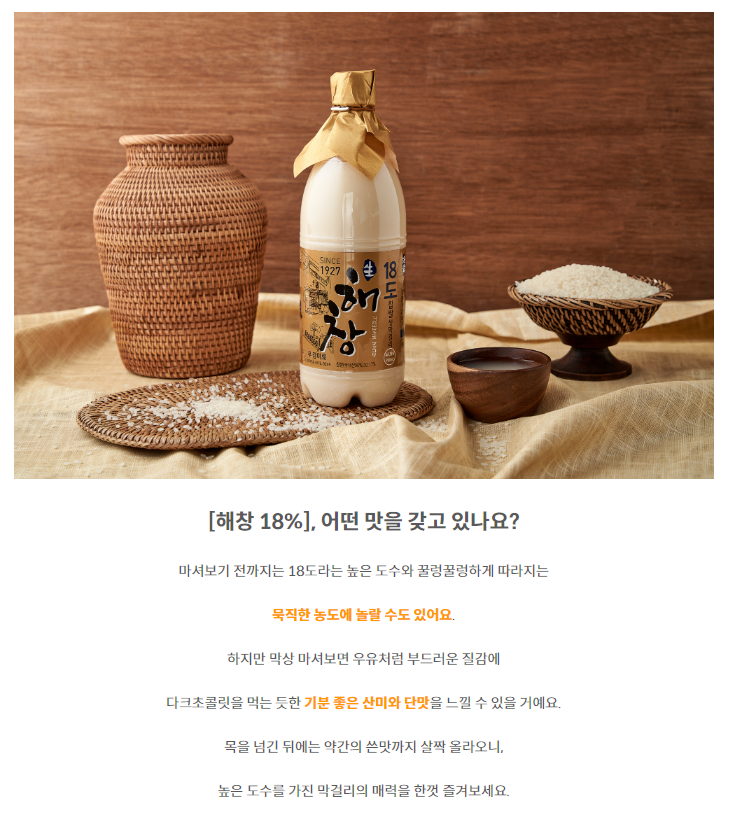 SINCE
1927
生
18
도
해
창
[해창 18%], 어떤 맛을 갖고 있나요?
마셔보기 전까지는 18도라는 높은 도수와 꿀렁꿀렁하게 따라지는
묵직한 농도에 놀랄 수도 있어요.
하지만 막상 마셔보면 우유처럼 부드러운 질감에
다크초콜릿을 먹는 듯한 기분 좋은 산미와 단맛을 느낄 수 있을 거예요.
목을 넘긴 뒤에는 약간의 쓴맛까지 살짝 올라오니,
높은 도수를 가진 막걸리의 매력을 한껏 즐겨보세요.